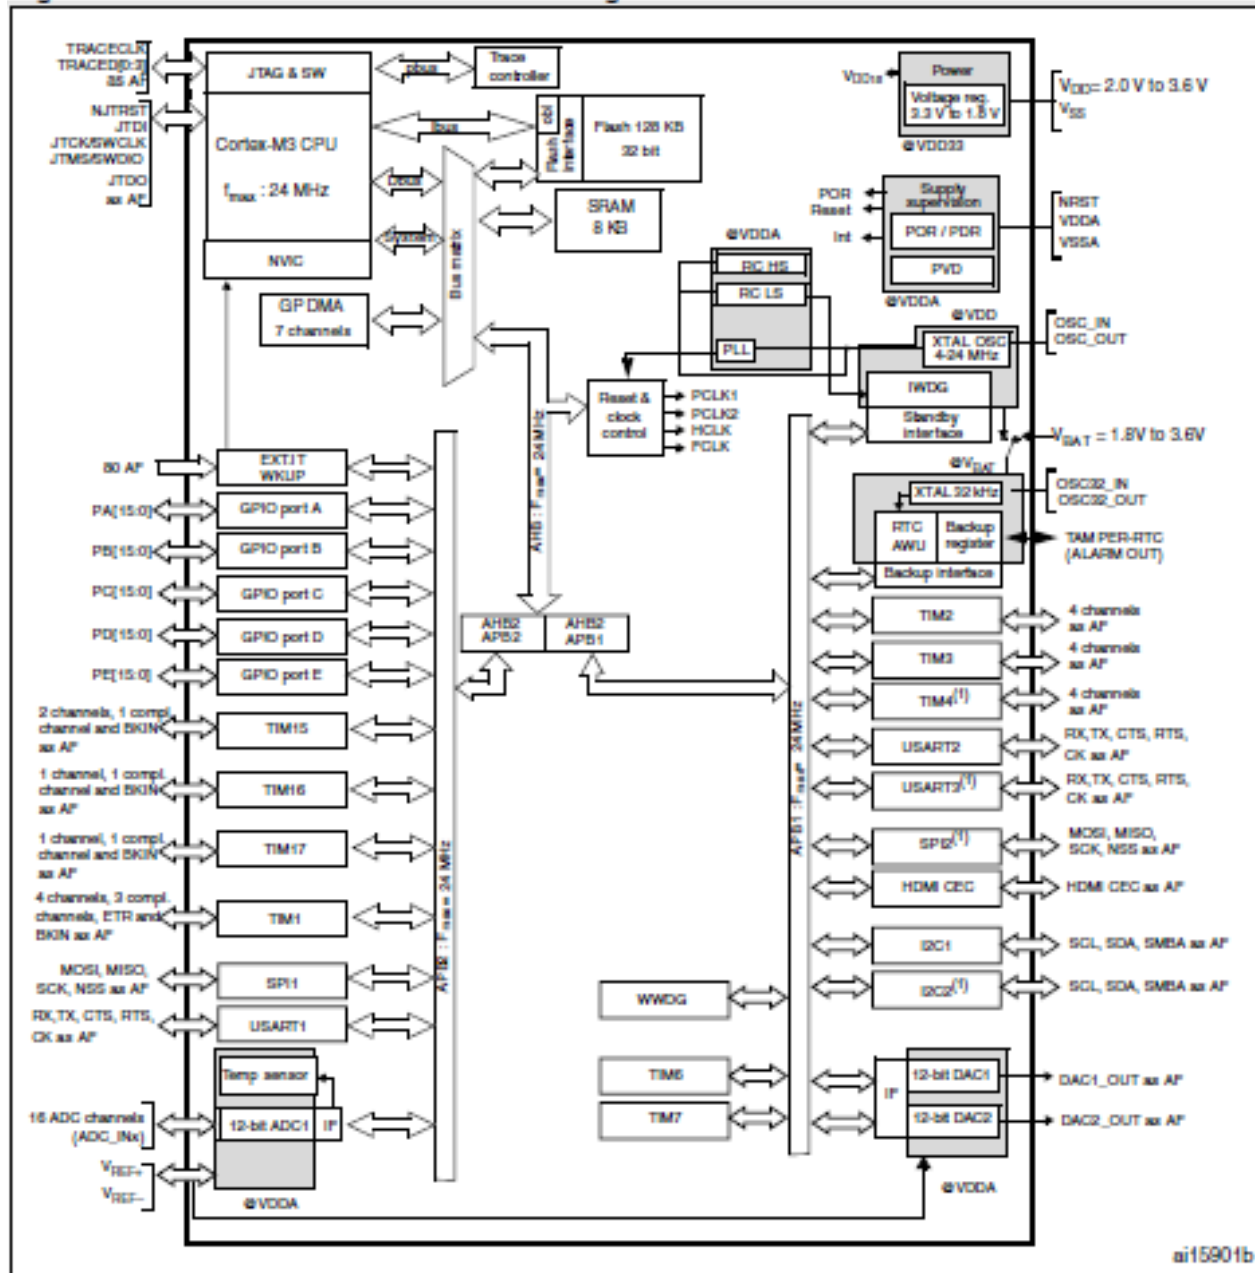 TRACECLK
TRACED[0:3]
as AF
NJTRST
JTDI
JTCK/SWCLK
JTMS/SWDIO
JTDO
as AF
JTAG & SW
Cortex-M3 CPU
fmax : 24 MHz
NVIC
GP DMA
7 channels
pbus
Ibus
Dbus
System
Bus matrix
Trace
controller
obl
Flash
interface
Flash 128 KB
32 bit
SRAM
8 KB
VDD18
Power
Voltage reg.
3.3 V to 1.8 V
@VDD33
VDD = 2.0 V to 3.6 V
VSS
POR
Reset
Int
Supply
supervision
POR / PDR
PVD
@VDDA
NRST
VDDA
VSSA
@VDDA
RC HS
RC LS
PLL
@VDD
XTAL OSC
4-24 MHz
IWDG
Standby
interface
OSC_IN
OSC_OUT
Reset &
clock
control
PCLK1
PCLK2
HCLK
FCLK
VBAT = 1.8V to 3.6V
@VBAT
XTAL 32 kHz
RTC
AWU
Backup
register
Backup interface
OSC32_IN
OSC32_OUT
TAMPER-RTC
(ALARM OUT)
AHB : Fmax = 24 MHz
AHB2
APB2
AHB2
APB1
80 AF
EXT.IT
WKUP
PA[15:0]
GPIO port A
PB[15:0]
GPIO port B
PC[15:0]
GPIO port C
PD[15:0]
GPIO port D
PE[15:0]
GPIO port E
2 channels, 1 compl.
channel and BKIN
as AF
TIM15
1 channel, 1 compl.
channel and BKIN
as AF
TIM16
1 channel, 1 compl.
channel and BKIN
as AF
TIM17
4 channels, 3 compl.
channels, ETR and
BKIN as AF
TIM1
MOSI, MISO,
SCK, NSS as AF
SPI1
RX,TX, CTS, RTS,
CK as AF
USART1
Temp sensor
16 ADC channels
(ADC_INx)
12-bit ADC1
IF
VREF+
VREF–
@VDDA
APB2 : Fmax = 24 MHz
APB1 : Fmax = 24 MHz
TIM2
4 channels
as AF
TIM3
4 channels
as AF
TIM4(1)
4 channels
as AF
USART2
RX,TX, CTS, RTS,
CK as AF
USART3(1)
RX,TX, CTS, RTS,
CK as AF
SPI2(1)
MOSI, MISO,
SCK, NSS as AF
HDMI CEC
HDMI CEC as AF
I2C1
SCL, SDA, SMBA as AF
I2C2(1)
SCL, SDA, SMBA as AF
WWDG
TIM6
TIM7
IF
12-bit DAC1
DAC1_OUT as AF
12-bit DAC2
DAC2_OUT as AF
@VDDA
ai15901b